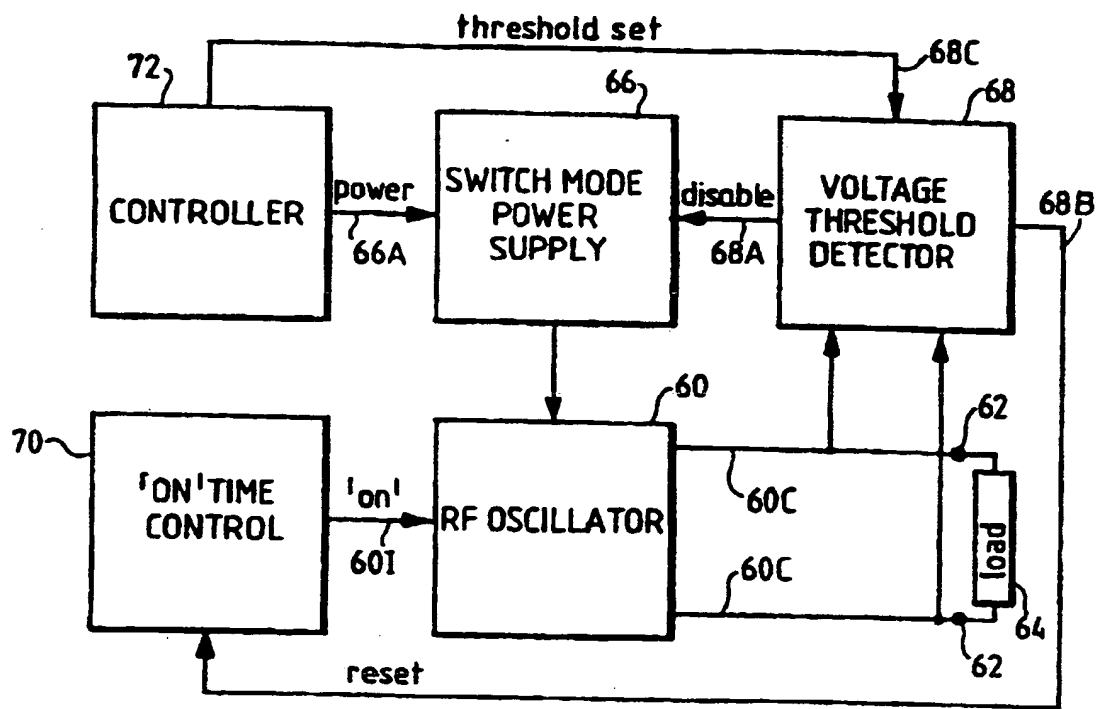 threshold set
68C
72
66
68
CONTROLLER
power
66A
SWITCH MODE
POWER
SUPPLY
disable
68A
VOLTAGE
THRESHOLD
DETECTOR
68B
70
'ON' TIME
CONTROL
'on'
60I
60
RF OSCILLATOR
60C
60C
62
load
64
62
reset